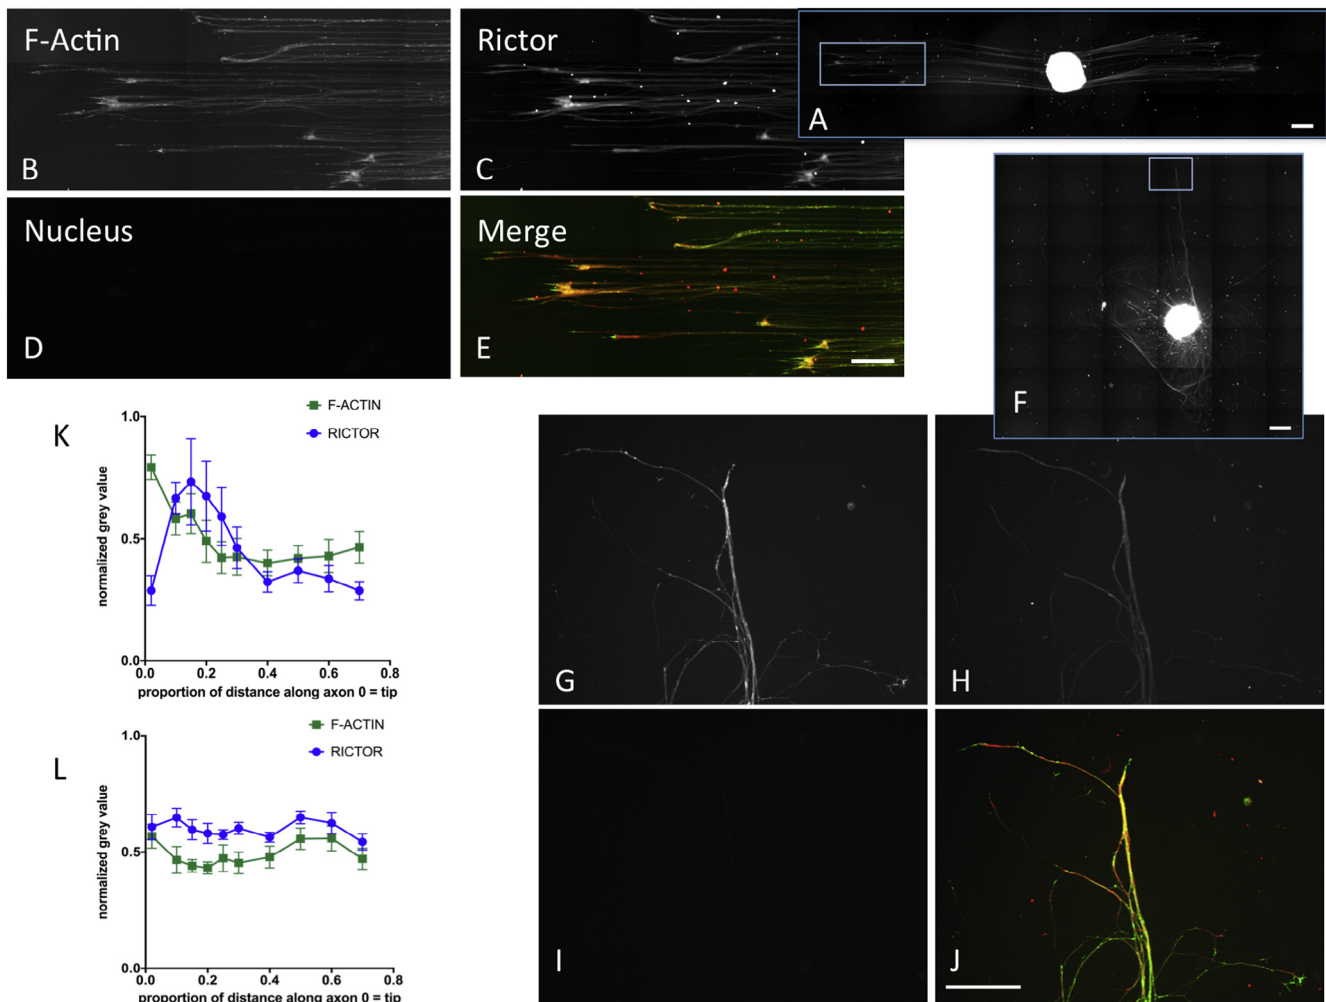 F-Actin
B
Rictor
C
A
Nucleus
D
Merge
E
F
K
F-ACTIN
RICTOR
1.0
0.5
0.0
normalized grey value
0.0 0.2 0.4 0.6 0.8
proportion of distance along axon 0 = tip
L
F-ACTIN
RICTOR
1.0
0.5
0.0
normalized grey value
0.0 0.2 0.4 0.6 0.8
proportion of distance along axon 0 = tip
G
H
I
J